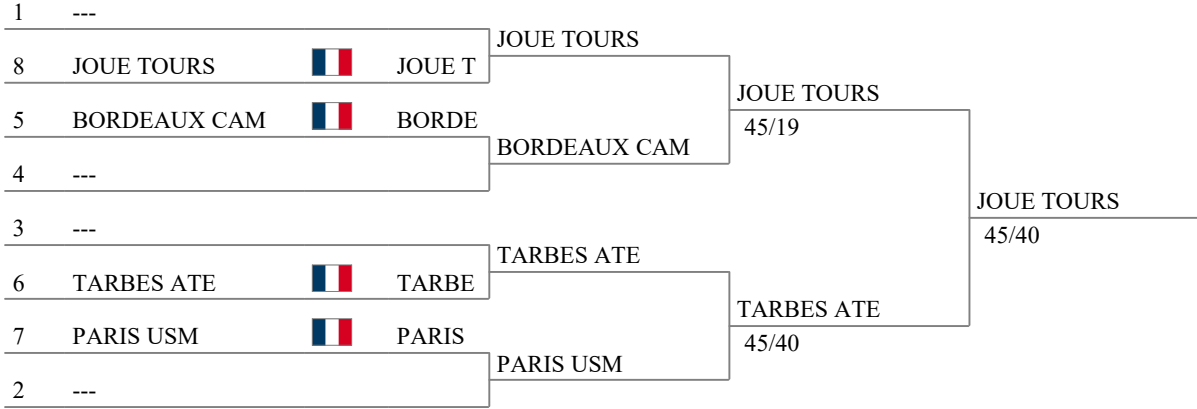 1 ---
JOUE TOURS
8 JOUE TOURS JOUE T
JOUE TOURS
45/19
5 BORDEAUX CAM BORDE
BORDEAUX CAM
4 ---
JOUE TOURS
45/40
3 ---
TARBES ATE
6 TARBES ATE TARBE
TARBES ATE
45/40
7 PARIS USM PARIS
PARIS USM
2 ---